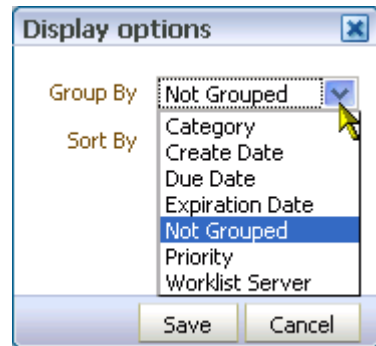 Display options
Group By Not Grouped
Sort By
Category
Create Date
Due Date
Expiration Date
Not Grouped
Priority
Worklist Server
Save Cancel